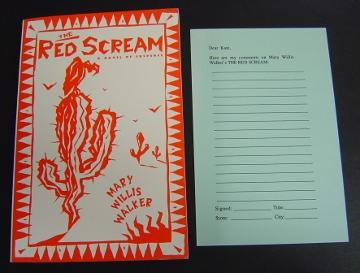 THE
RED SCREAM
A NOVEL OF SUSPENSE
MARY
WILLIS
WALKER
Dear Kate,
Here are my comments on Mary Willis
Walker's THE RED SCREAM:
Signed: Title:
Store: City: